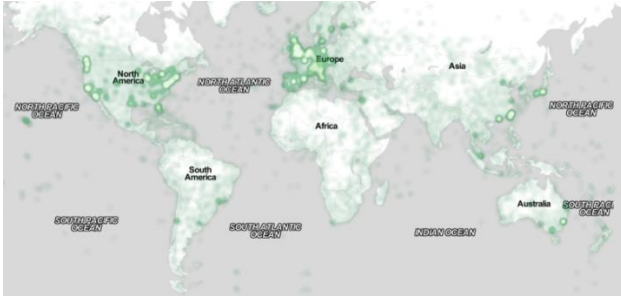 Europe
Asia
North
America
NORTH ATLANTIC
OCEAN
NORTH PACIFIC
OCEAN
NORTH PACIFIC
OCEAN
Africa
South
America
Australia
SOUTH PACI
OCEAN
SOUTH PACIFIC
OCEAN
SOUTH ATLANTIC
OCEAN
INDIAN OCEAN